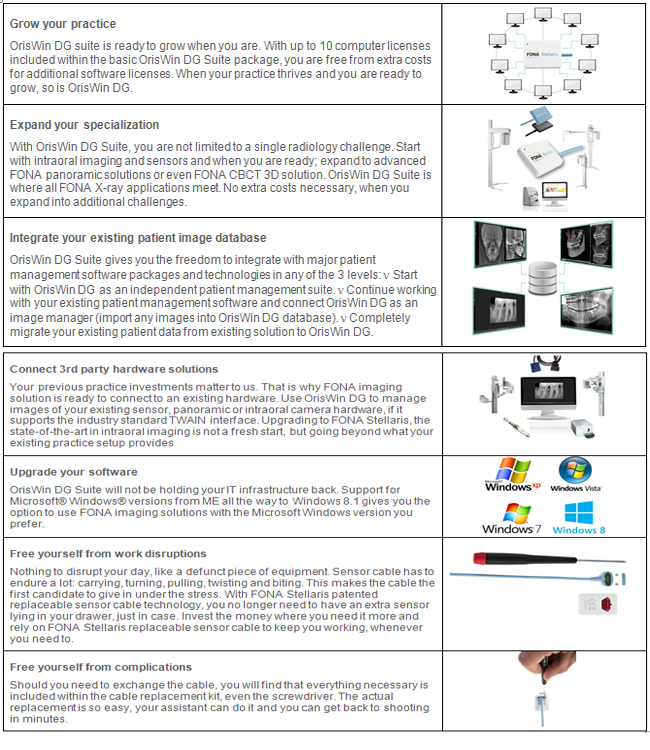 Grow your practice
OrisWin DG suite is ready to grow when you are. With up to 10 computer licenses
included within the basic OrisWin DG Suite package, you are free from extra costs
for additional software licenses. When your practice thrives and you are ready to
grow, so is OrisWin DG.
FONA
Stellaris
Expand your specialization
With OrisWin DG Suite, you are not limited to a single radiology challenge. Start
with intraoral imaging and sensors and when you are ready; expand to advanced
FONA panoramic solutions or even FONA CBCT 3D solution. OrisWin DG Suite is
where all FONA X-ray applications meet. No extra costs necessary, when you
expand into additional challenges.
Integrate your existing patient image database
OrisWin DG Suite gives you the freedom to integrate with major patient
management software packages and technologies in any of the 3 levels: v Start
with OrisWin DG as an independent patient management suite. v Continue working
with your existing patient management software and connect OrisWin DG as an
image manager (import any images into OrisWin DG database). v Completely
migrate your existing patient data from existing solution to OrisWin DG.
Connect 3rd party hardware solutions
Your previous practice investments matter to us. That is why FONA imaging
solution is ready to connect to an existing hardware. Use OrisWin DG to manage
images of your existing sensor, panoramic or intraoral camera hardware, if it
supports the industry standard TWAIN interface. Upgrading to FONA Stellaris, the
state-of-the-art in intraoral imaging is not a fresh start, but going beyond what your
existing practice setup provides
Upgrade your software
OrisWin DG Suite will not be holding your IT infrastructure back. Support for
Microsoft® Windows® versions from ME all the way to Windows 8.1 gives you the
option to use FONA imaging solutions with the Microsoft Windows version you
prefer.
Windows xp
Windows Vista
Windows 7
Windows 8
Free yourself from work disruptions
Nothing to disrupt your day, like a defunct piece of equipment. Sensor cable has to
endure a lot: carrying, turning, pulling, twisting and biting. This makes the cable the
first candidate to give in under the stress. With FONA Stellaris patented
replaceable sensor cable technology, you no longer need to have an extra sensor
lying in your drawer, just in case. Invest the money where you need it more and
rely on FONA Stellaris replaceable sensor cable to keep you working, whenever
you need to.
Free yourself from complications
Should you need to exchange the cable, you will find that everything necessary is
included within the cable replacement kit, even the screwdriver. The actual
replacement is so easy, your assistant can do it and you can get back to shooting
in minutes.